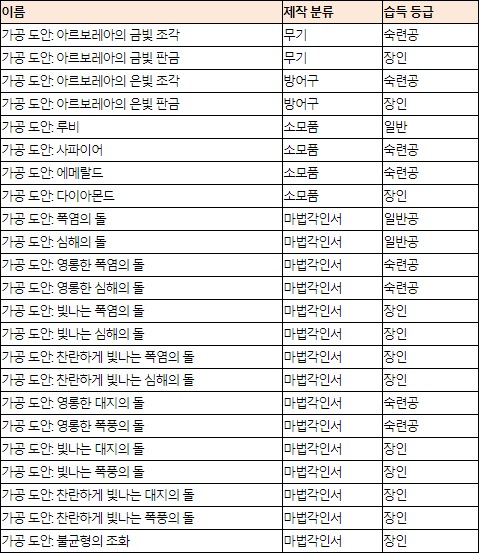 이름 제작 분류 습득 등급
가공 도안: 아르보레아의 금빛 조각 무기 숙련공
가공 도안: 아르보레아의 금빛 판금 무기 장인
가공 도안: 아르보레아의 은빛 조각 방어구 숙련공
가공 도안: 아르보레아의 은빛 판금 방어구 장인
가공 도안: 루비 소모품 일반
가공 도안: 사파이어 소모품 숙련공
가공 도안: 에메랄드 소모품 숙련공
가공 도안: 다이아몬드 소모품 장인
가공 도안: 폭염의 돌 마법각인서 일반공
가공 도안: 심해의 돌 마법각인서 일반공
가공 도안: 영롱한 폭염의 돌 마법각인서 숙련공
가공 도안: 영롱한 심해의 돌 마법각인서 숙련공
가공 도안: 빛나는 폭염의 돌 마법각인서 장인
가공 도안: 빛나는 심해의 돌 마법각인서 장인
가공 도안: 찬란하게 빛나는 폭염의 돌 마법각인서 장인
가공 도안: 찬란하게 빛나는 심해의 돌 마법각인서 장인
가공 도안: 영롱한 대지의 돌 마법각인서 숙련공
가공 도안: 영롱한 폭풍의 돌 마법각인서 숙련공
가공 도안: 빛나는 대지의 돌 마법각인서 장인
가공 도안: 빛나는 폭풍의 돌 마법각인서 장인
가공 도안: 찬란하게 빛나는 대지의 돌 마법각인서 장인
가공 도안: 찬란하게 빛나는 폭풍의 돌 마법각인서 장인
가공 도안: 불균형의 조화 마법각인서 장인